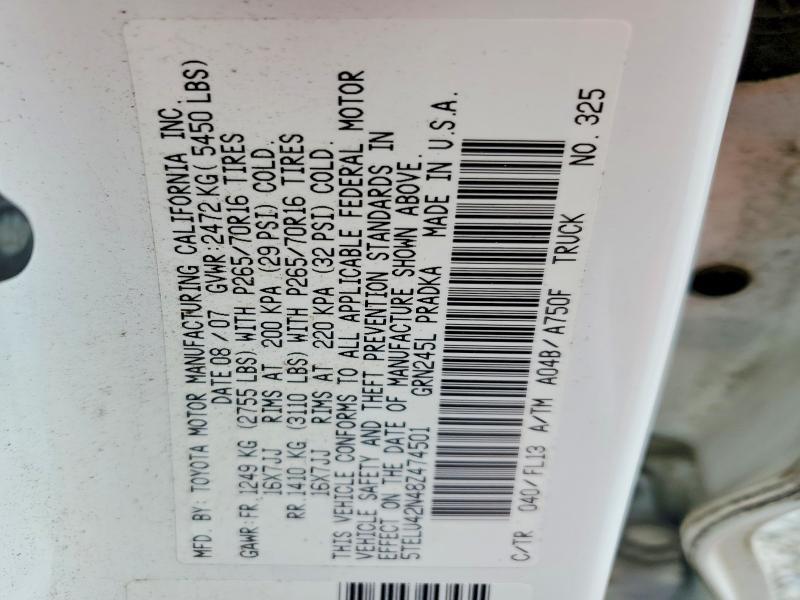 MFD. BY: TOYOTA MOTOR MANUFACTURING CALIFORNIA INC.
DATE 08 / 07 GVWR: 2472 KG ( 5450 LBS)
GAWR: FR. 1249 KG (2755 LBS) WITH P265/70R16 TIRES
16X7JJ RIMS AT 200 KPA (29 PSI) COLD.
RR. 1410 KG (3110 LBS) WITH P265/70R16 TIRES
16X7JJ RIMS AT 220 KPA (32 PSI) COLD.
THIS VEHICLE CONFORMS TO ALL APPLICABLE FEDERAL MOTOR
VEHICLE SAFETY AND THEFT PREVENTION STANDARDS IN
EFFECT ON THE DATE OF MANUFACTURE SHOWN ABOVE.
5TELU42N48Z474501 GRN245L PRADKA MADE IN U.S.A.
C/TR 040/FL13 A/TM A04B/A750F TRUCK NO. 325